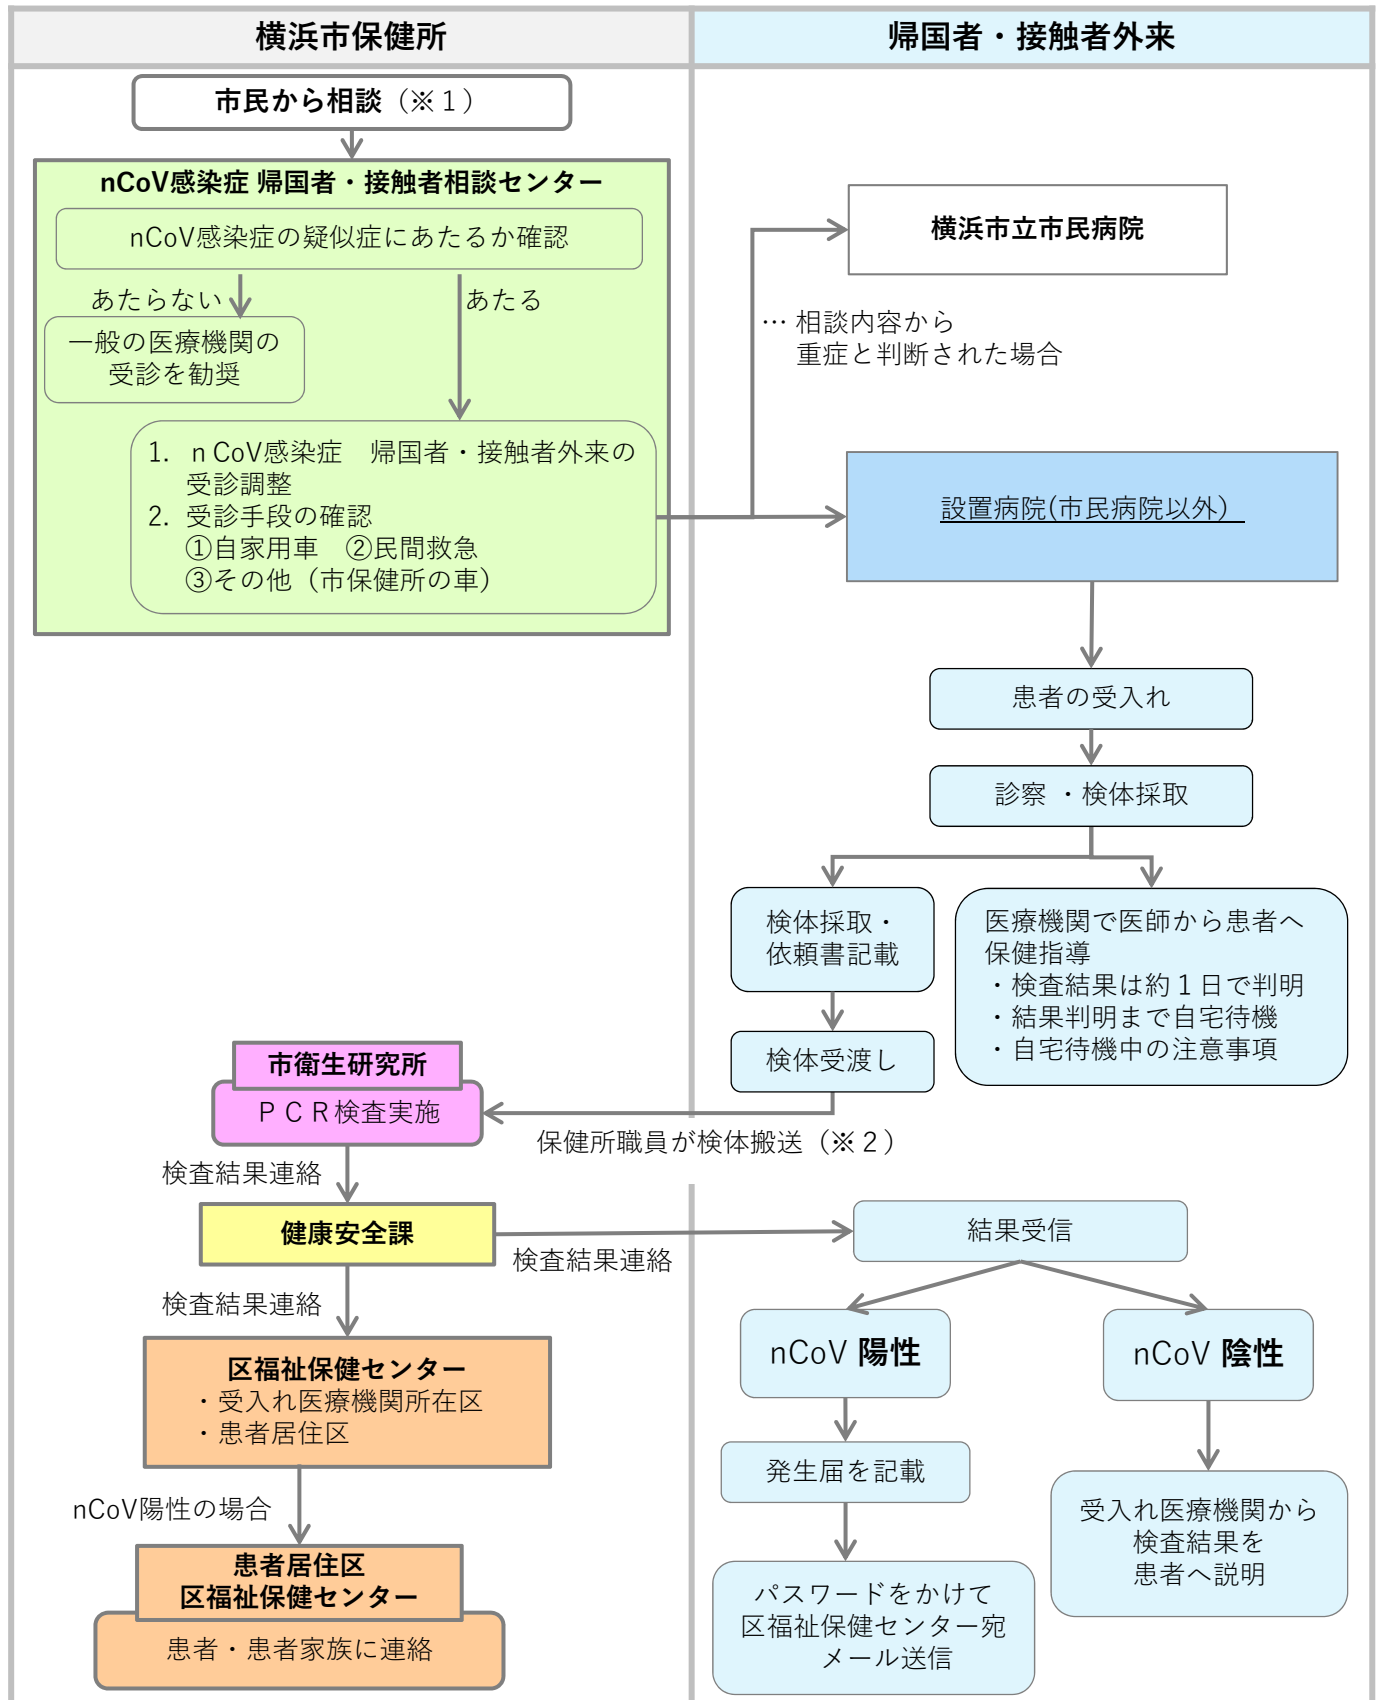 横浜市保健所
帰国者・接触者外来
市民から相談（※１）
nCoV感染症 帰国者・接触者相談センター
nCoV感染症の疑似症にあたるか確認
あたらない
あたる
一般の医療機関の
受診を勧奨
1. ｎCoV感染症　帰国者・接触者外来の
受診調整
2. 受診手段の確認
①自家用車　②民間救急
③その他（市保健所の車）
横浜市立市民病院
… 相談内容から
重症と判断された場合
設置病院(市民病院以外）
患者の受入れ
診察 ・検体採取
検体採取・
依頼書記載
医療機関で医師から患者へ
保健指導
・検査結果は約１日で判明
・結果判明まで自宅待機
・自宅待機中の注意事項
検体受渡し
市衛生研究所
ＰＣＲ検査実施
保健所職員が検体搬送（※２）
検査結果連絡
健康安全課
検査結果連絡
結果受信
検査結果連絡
区福祉保健センター
・受入れ医療機関所在区
・患者居住区
nCoV陽性の場合
患者居住区
区福祉保健センター
患者・患者家族に連絡
nCoV 陽性
nCoV 陰性
発生届を記載
パスワードをかけて
区福祉保健センター宛
メール送信
受入れ医療機関から
検査結果を
患者へ説明